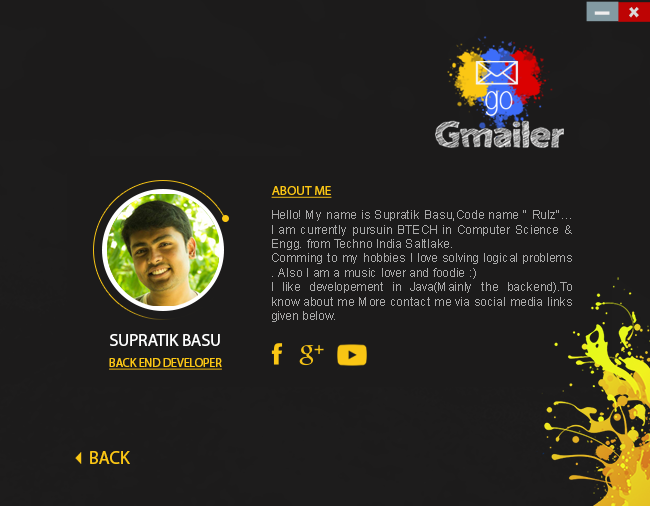 go
Gmailer
ABOUT ME
Hello! My name is Supratik Basu,Code name " Rulz"...
I am currently pursuin BTECH in Computer Science &
Engg. from Techno India Saltlake.
Comming to my hobbies I love solving logical problems
. Also I am a music lover and foodie :)
I like developement in Java(Mainly the backend).To
know about me More contact me via social media links
given below.
SUPRATIK BASU
BACK END DEVELOPER
f g+
BACK